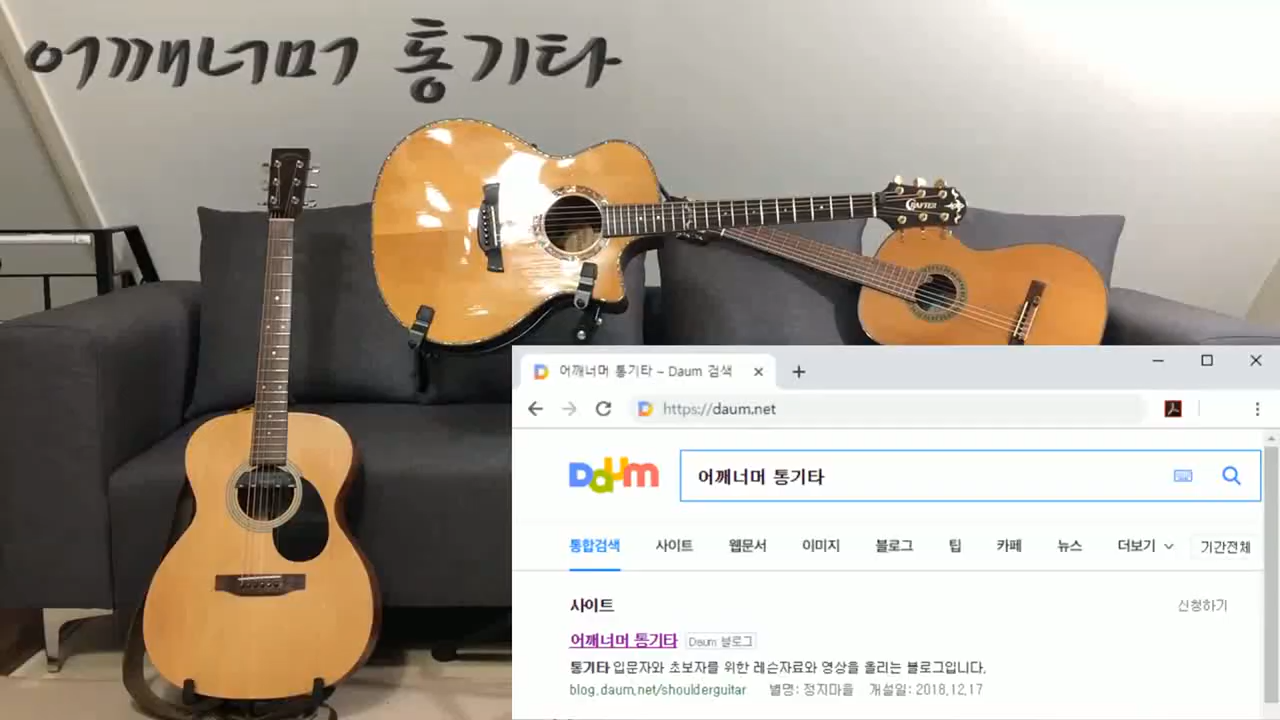 어깨너머 통기타
CRAFTER
어깨너머 통기타 - Daum 검색
https://daum.net
Daum
어깨너머 통기타
통합검색 사이트 웹문서 이미지 블로그 팁 카페 뉴스 더보기 기간전체
사이트 신청하기
어깨너머 통기타 Daum 블로그
통기타 입문자와 초보자를 위한 레슨자료와 영상을 올리는 블로그입니다.
blog.daum.net/shoulderguitar 별명: 정지마을 개설일: 2018.12.17